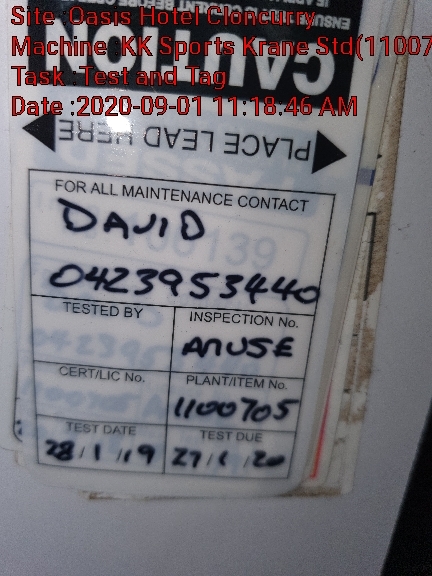 Site :Oasis Hotel Cloncurry
Machine :KK Sports Krane Std(11007
Task :Test and Tag
Date :2020-09-01 11:18:46 AM
CAUTION
PLACE LEAD HERE
FOR ALL MAINTENANCE CONTACT
DAVID
0423953440
TESTED BY
INSPECTION No.
AMUSE
CERT/LIC No.
PLANT/ITEM No.
1100705
TEST DATE
TEST DUE
28/1/19
27/1/20